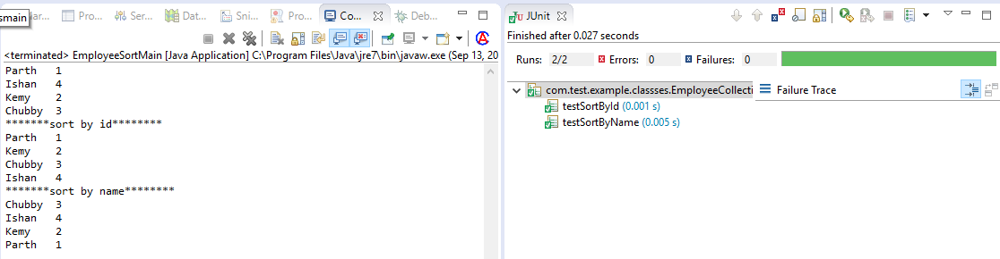 smain
ar...
Pro...
Ser...
Dat...
Sni...
Pro...
Co...
Deb...
<terminated> EmployeeSortMain [Java Application] C:\Program Files\Java\jre7\bin\javaw.exe (Sep 13, 20
Parth 1
Ishan 4
Kemy 2
Chubby 3
*******sort by id********
Parth 1
Kemy 2
Chubby 3
Ishan 4
*******sort by name********
Chubby 3
Ishan 4
Kemy 2
Parth 1
JUnit
Finished after 0.027 seconds
Runs: 2/2 Errors: 0 Failures: 0
com.test.example.classses.EmployeeCollecti
testSortById (0.001 s)
testSortByName (0.005 s)
Failure Trace